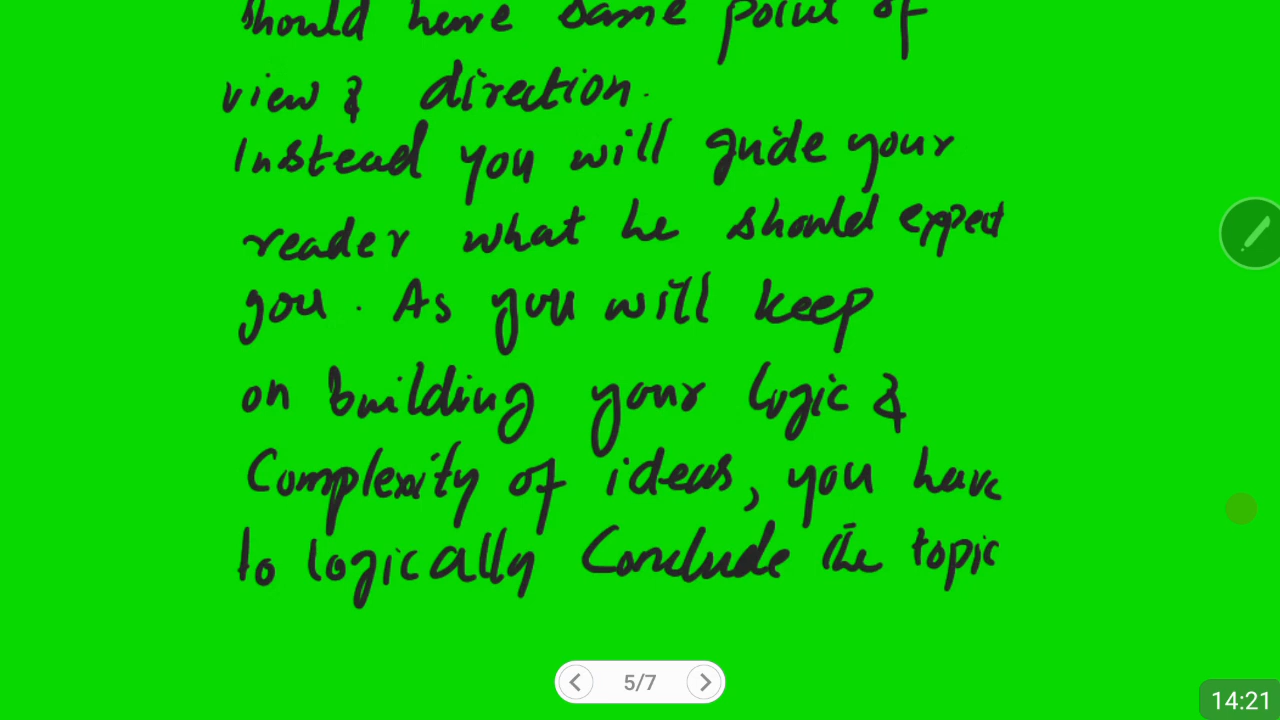 should have same point of
view & direction.
Instead you will guide your
reader what he should expect
you. As you will keep
on building your logic &
Complexity of ideas, you have
to logically Conclude the topic
5/7
14:21